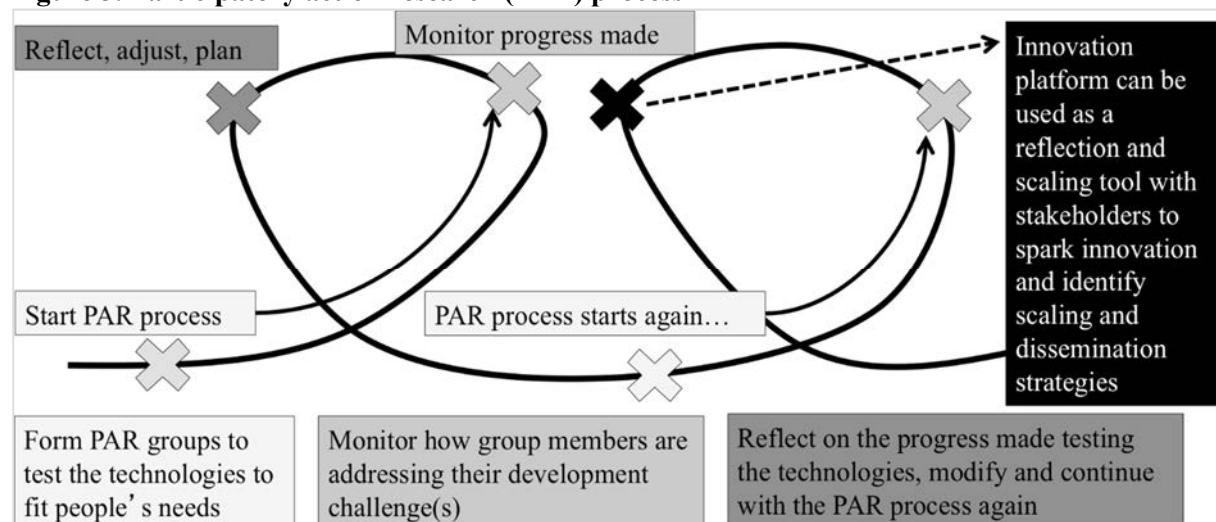 Reflect, adjust, plan
Monitor progress made
Innovation
platform can be
used as a
reflection and
scaling tool with
stakeholders to
spark innovation
and identify
scaling and
dissemination
strategies
Start PAR process
PAR process starts again…
Form PAR groups to
test the technologies to
fit people’s needs
Monitor how group members are
addressing their development
challenge(s)
Reflect on the progress made testing
the technologies, modify and continue
with the PAR process again